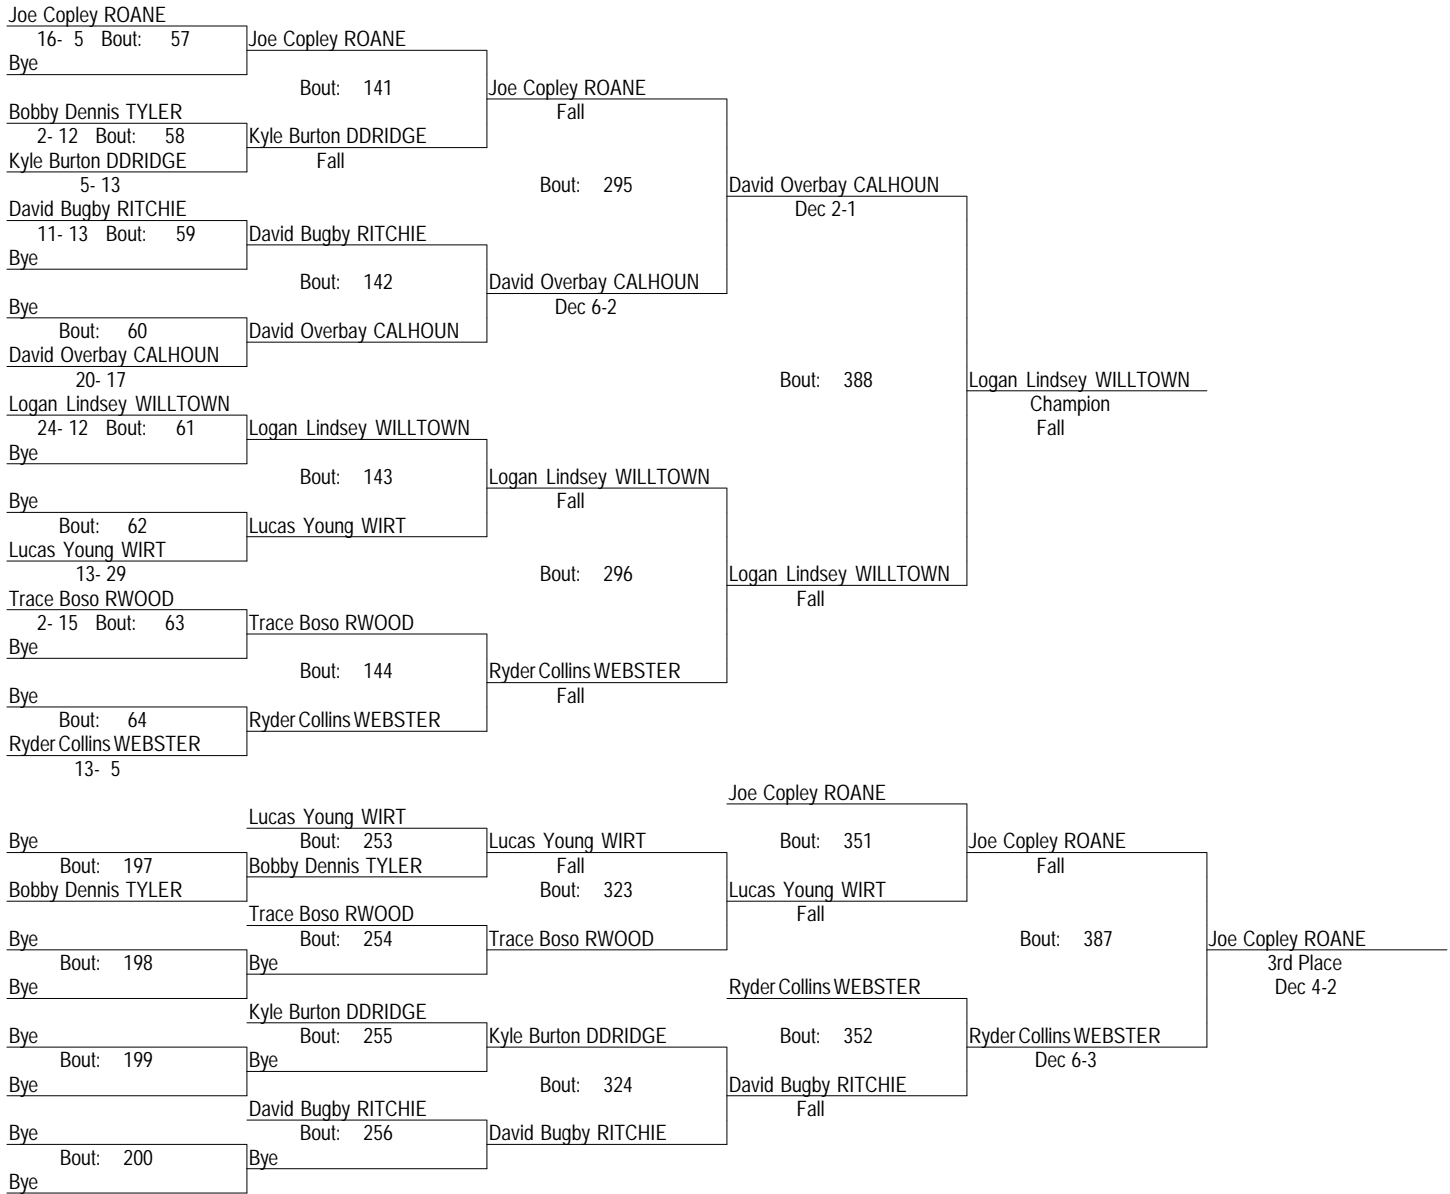 Joe Copley ROANE
16- 5 Bout: 57 Joe Copley ROANE
Bye
Bout: 141 Joe Copley ROANE
Bobby Dennis TYLER Fall
2- 12 Bout: 58 Kyle Burton DDRIDGE
Kyle Burton DDRIDGE Fall
5- 13 Bout: 295 David Overbay CALHOUN
David Bugby RITCHIE Dec 2-1
11- 13 Bout: 59 David Bugby RITCHIE
Bye
Bout: 142 David Overbay CALHOUN
Bye Dec 6-2
Bout: 60 David Overbay CALHOUN
David Overbay CALHOUN
20- 17 Bout: 388 Logan Lindsey WILLTOWN
Logan Lindsey WILLTOWN Champion
24- 12 Bout: 61 Logan Lindsey WILLTOWN Fall
Bye
Bout: 143 Logan Lindsey WILLTOWN
Bye Fall
Bout: 62 Lucas Young WIRT
Lucas Young WIRT
13- 29 Bout: 296 Logan Lindsey WILLTOWN
Trace Boso RWOOD Fall
2- 15 Bout: 63 Trace Boso RWOOD
Bye
Bout: 144 Ryder Collins WEBSTER
Bye Fall
Bout: 64 Ryder Collins WEBSTER
Ryder Collins WEBSTER
13- 5
Joe Copley ROANE
Lucas Young WIRT
Bye Bout: 253 Lucas Young WIRT Bout: 351 Joe Copley ROANE
Bout: 197 Bobby Dennis TYLER Fall Fall
Bobby Dennis TYLER Bout: 323 Lucas Young WIRT
Trace Boso RWOOD Fall
Bye Bout: 254 Trace Boso RWOOD Bout: 387 Joe Copley ROANE
Bout: 198 Bye 3rd Place
Bye Ryder Collins WEBSTER Dec 4-2
Kyle Burton DDRIDGE
Bye Bout: 255 Kyle Burton DDRIDGE Bout: 352 Ryder Collins WEBSTER
Bout: 199 Bye Dec 6-3
Bye Bout: 324 David Bugby RITCHIE
David Bugby RITCHIE Fall
Bye Bout: 256 David Bugby RITCHIE
Bout: 200 Bye
Bye